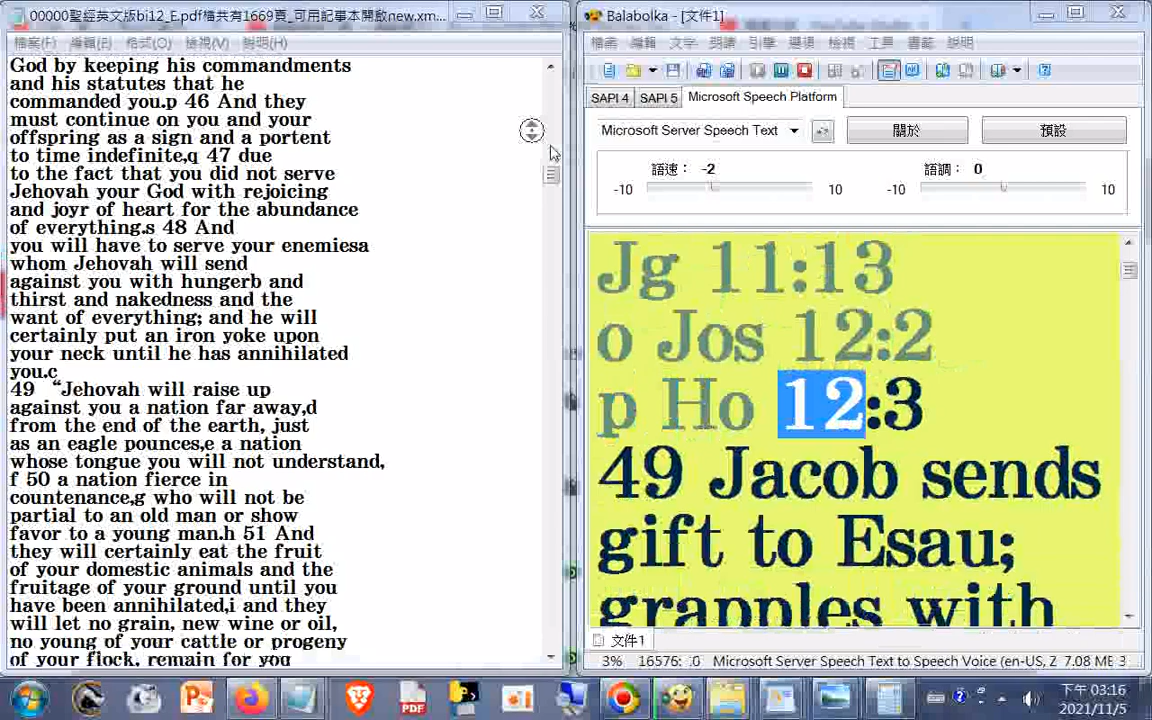 00000聖經英文版bi12_E.pdf檔共有1669頁_可用記事本開啟new.xm...
檔案(F) 編輯(E) 格式(O) 檢視(V) 說明(H)
God by keeping his commandments
and his statutes that he
commanded you.p 46 And they
must continue on you and your
offspring as a sign and a portent
to time indefinite,q 47 due
to the fact that you did not serve
Jehovah your God with rejoicing
and joyr of heart for the abundance
of everything.s 48 And
you will have to serve your enemiesa
whom Jehovah will send
against you with hungerb and
thirst and nakedness and the
want of everything; and he will
certainly put an iron yoke upon
your neck until he has annihilated
you.c
49 “Jehovah will raise up
against you a nation far away,d
from the end of the earth, just
as an eagle pounces,e a nation
whose tongue you will not understand,
f 50 a nation fierce in
countenance,g who will not be
partial to an old man or show
favor to a young man.h 51 And
they will certainly eat the fruit
of your domestic animals and the
fruitage of your ground until you
have been annihilated,i and they
will let no grain, new wine or oil,
no young of your cattle or progeny
of your flock, remain for you
Balabolka - [文件1]
檔案 編輯 文字 朗讀 引擎 選項 檢視 工具 書籤 說明
SAPI 4 SAPI 5 Microsoft Speech Platform
Microsoft Server Speech Text 關於 預設
語速： -2 語調： 0
-10 10 -10 10
Jg 11:13
o Jos 12:2
p Ho 12:3
49 Jacob sends
gift to Esau;
grapples with
文件1
3% 16576: Microsoft Server Speech Text to Speech Voice (en-US, Z 7.08 MB
PDF
下午 03:16
2021/11/5